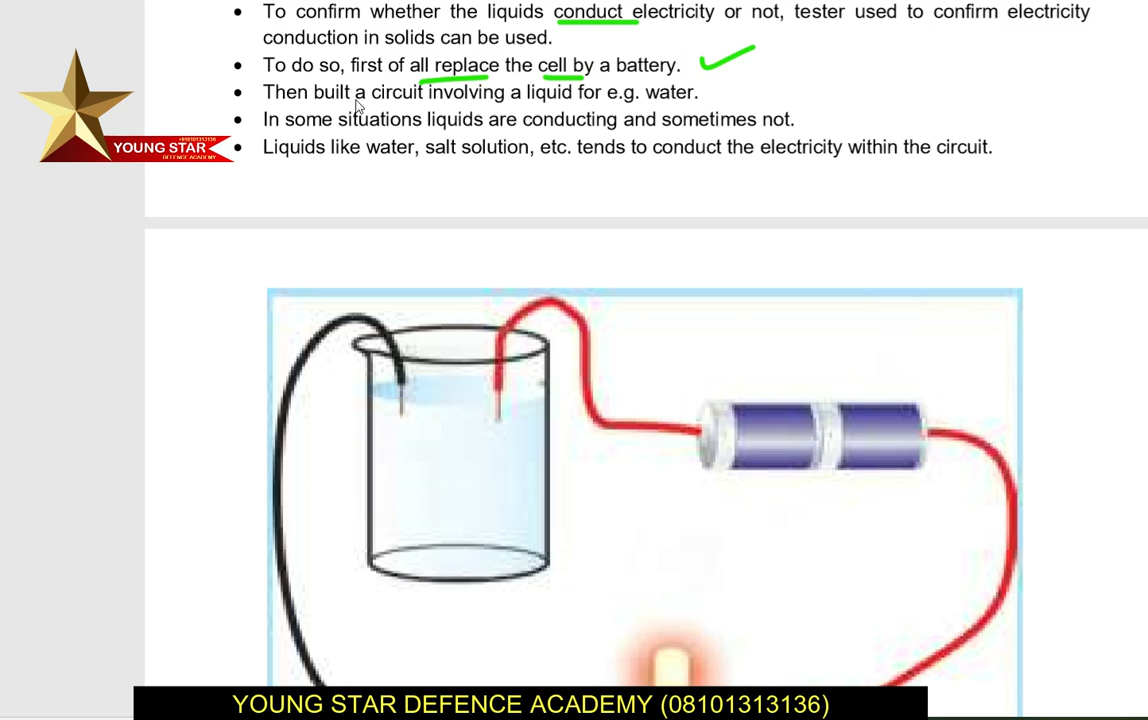 • To confirm whether the liquids conduct electricity or not, tester used to confirm electricity
conduction in solids can be used.
• To do so, first of all replace the cell by a battery.
• Then built a circuit involving a liquid for e.g. water.
• In some situations liquids are conducting and sometimes not.
• Liquids like water, salt solution, etc. tends to conduct the electricity within the circuit.
+918101313136
YOUNG STAR
DEFENCE ACADEMY
YOUNG STAR DEFENCE ACADEMY (08101313136)